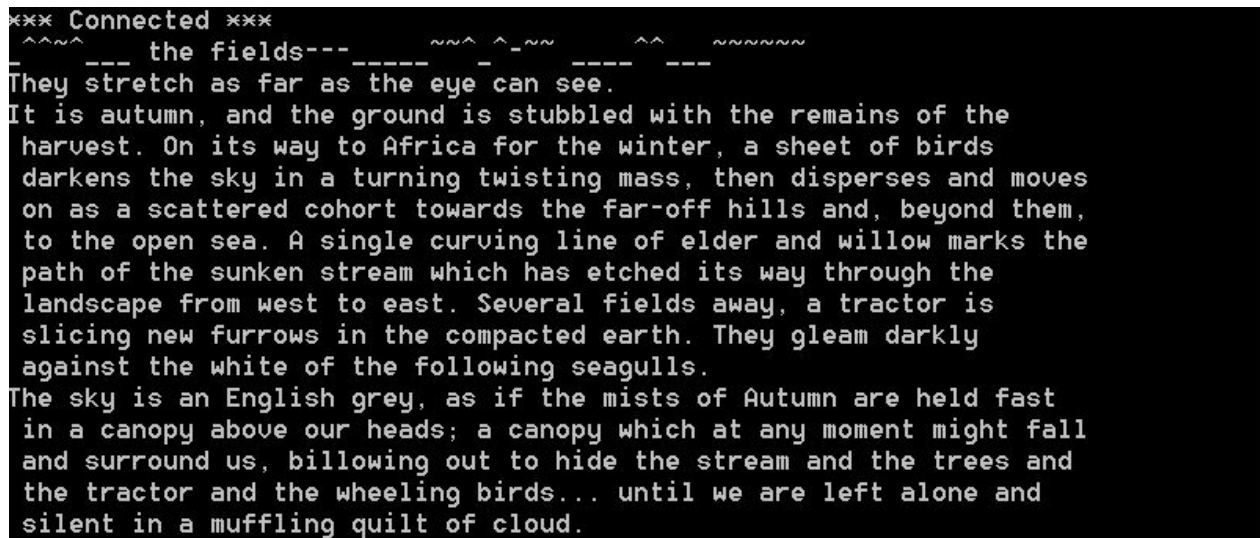 *** Connected ***
_^^~^___ the fields---_____~~^_^-~~ ____^^___~~~~~~
They stretch as far as the eye can see.
It is autumn, and the ground is stubbled with the remains of the
harvest. On its way to Africa for the winter, a sheet of birds
darkens the sky in a turning twisting mass, then disperses and moves
on as a scattered cohort towards the far-off hills and, beyond them,
to the open sea. A single curving line of elder and willow marks the
path of the sunken stream which has etched its way through the
landscape from west to east. Several fields away, a tractor is
slicing new furrows in the compacted earth. They gleam darkly
against the white of the following seagulls.
The sky is an English grey, as if the mists of Autumn are held fast
in a canopy above our heads; a canopy which at any moment might fall
and surround us, billowing out to hide the stream and the trees and
the tractor and the wheeling birds... until we are left alone and
silent in a muffling quilt of cloud.